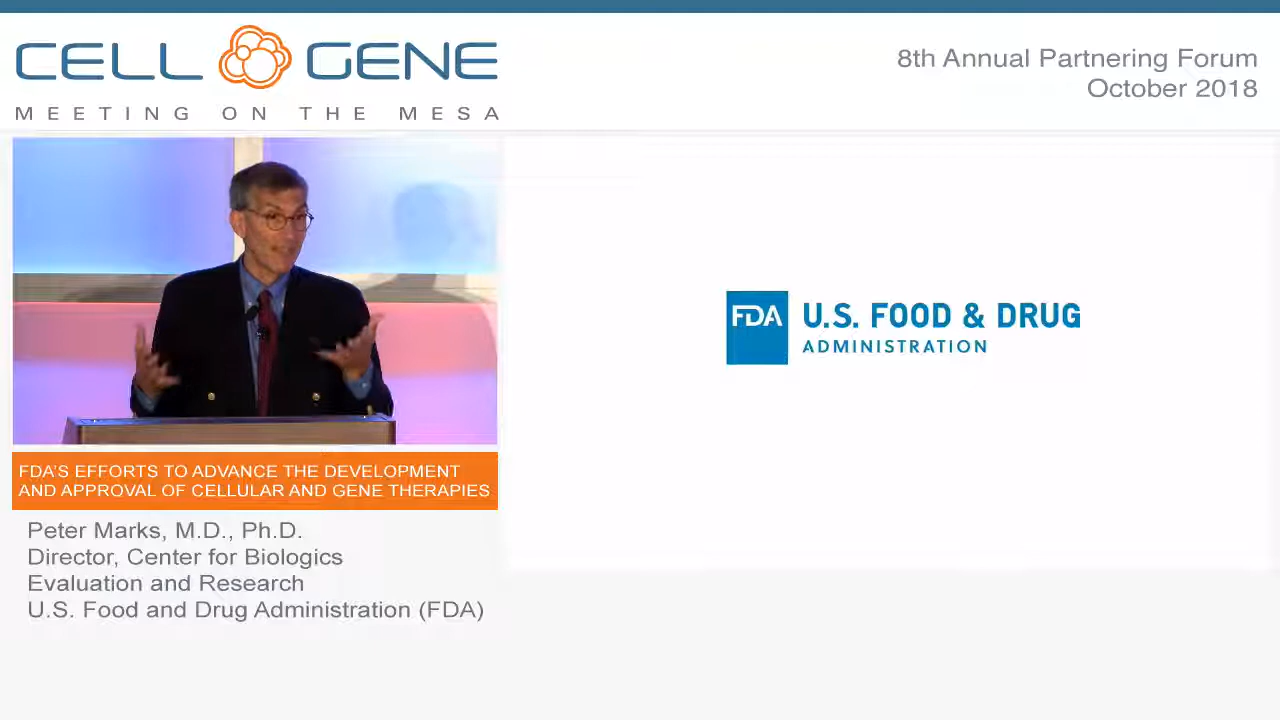 CELL GENE
MEETING ON THE MESA
8th Annual Partnering Forum
October 2018
FDA U.S. FOOD & DRUG
ADMINISTRATION
FDA'S EFFORTS TO ADVANCE THE DEVELOPMENT
AND APPROVAL OF CELLULAR AND GENE THERAPIES
Peter Marks, M.D., Ph.D.
Director, Center for Biologics
Evaluation and Research
U.S. Food and Drug Administration (FDA)